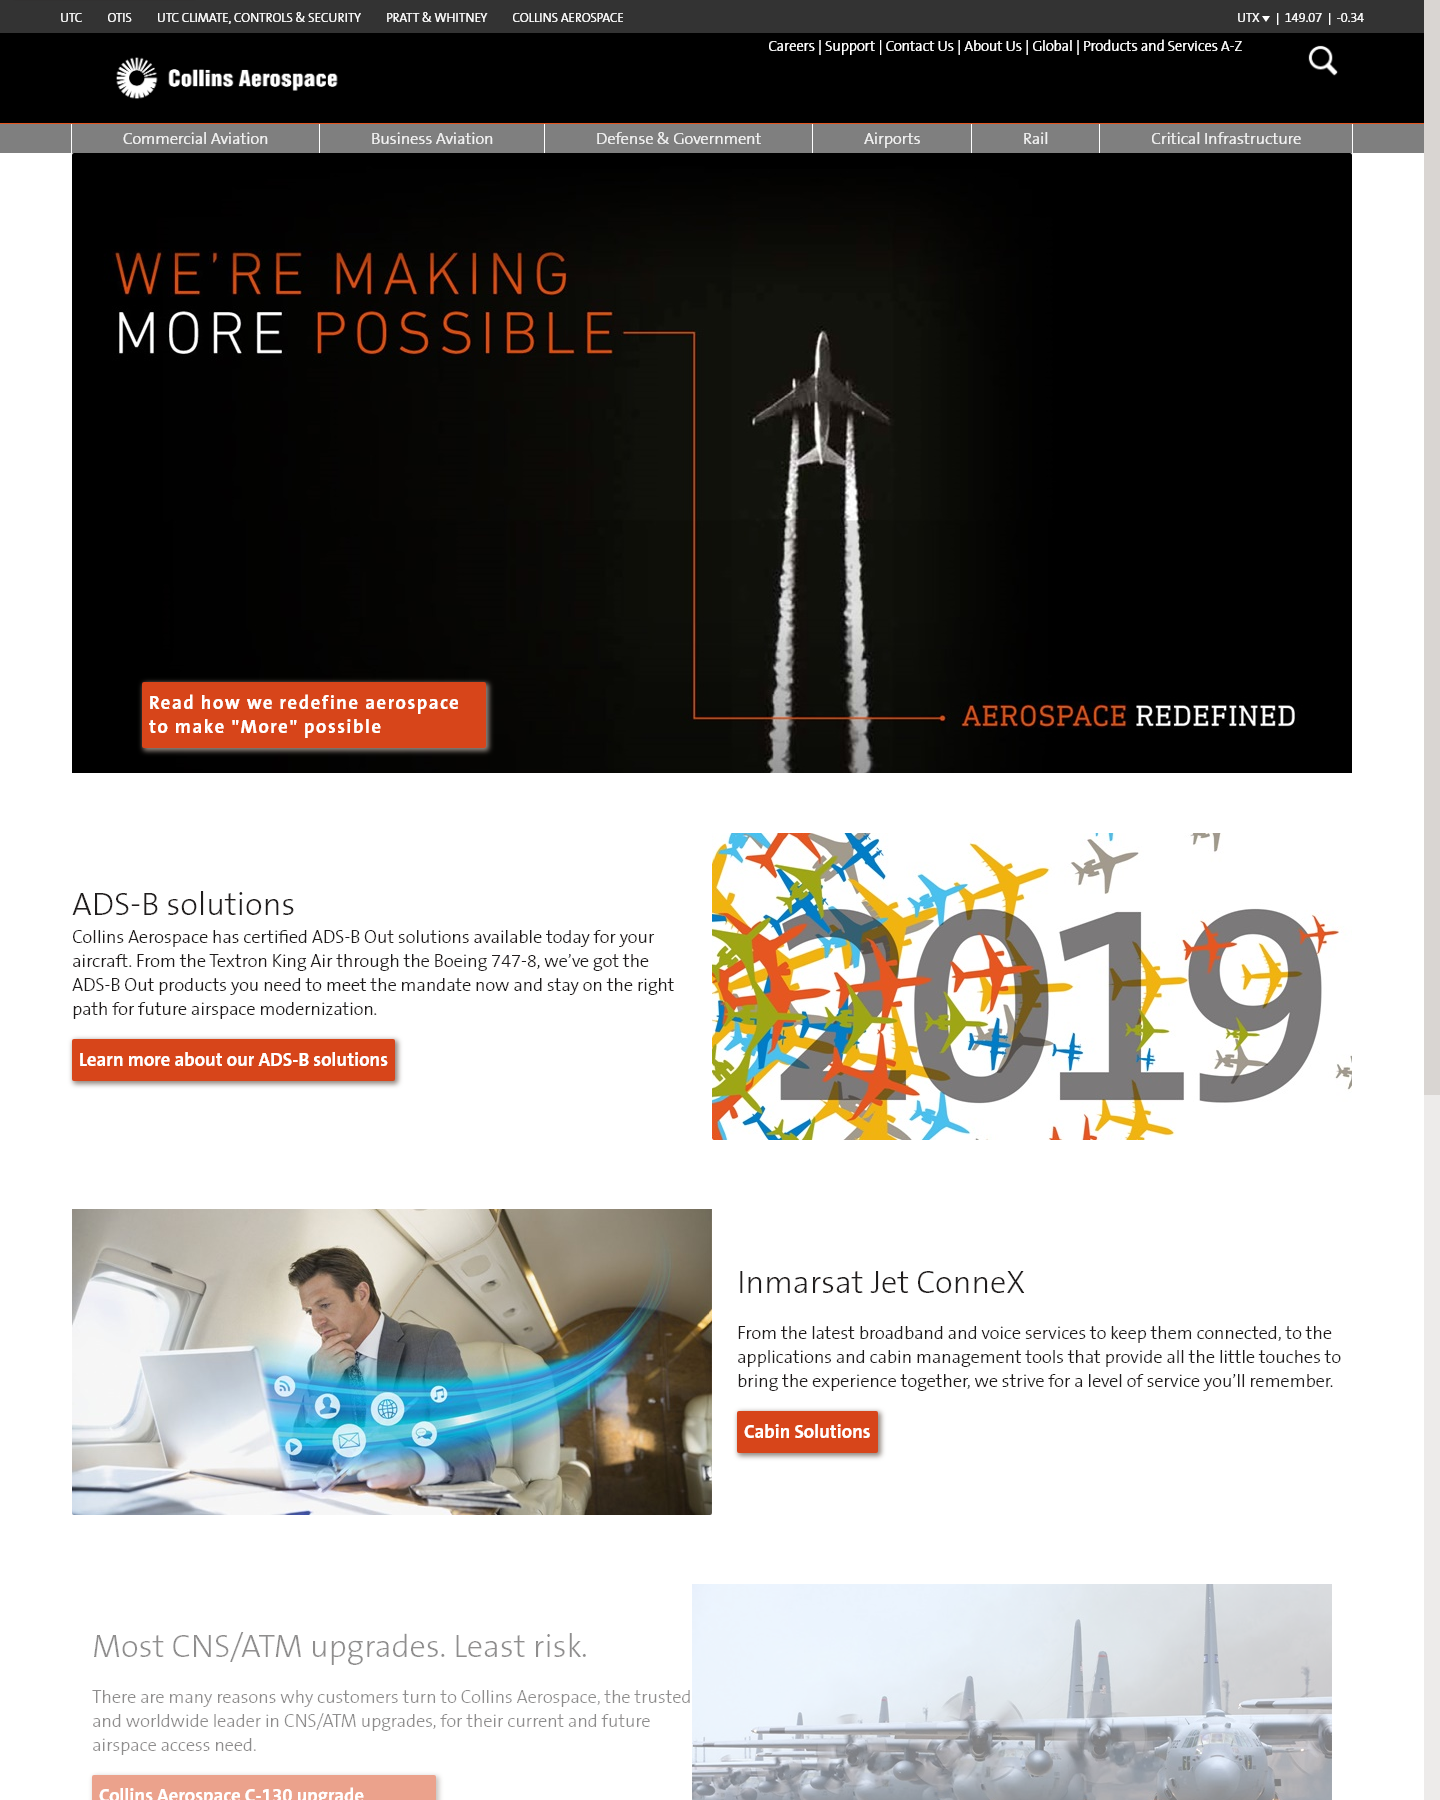 UTC OTIS UTC CLIMATE, CONTROLS & SECURITY PRATT & WHITNEY COLLINS AEROSPACE UTX | 149.07 | -0.34
Careers | Support | Contact Us | About Us | Global | Products and Services A-Z
Collins Aerospace
Commercial Aviation Business Aviation Defense & Government Airports Rail Critical Infrastructure
WE'RE MAKING
MORE POSSIBLE
Read how we redefine aerospace
to make "More" possible
AEROSPACE REDEFINED
ADS-B solutions
Collins Aerospace has certified ADS-B Out solutions available today for your
aircraft. From the Textron King Air through the Boeing 747-8, we've got the
ADS-B Out products you need to meet the mandate now and stay on the right
path for future airspace modernization.
Learn more about our ADS-B solutions
2019
Inmarsat Jet ConneX
From the latest broadband and voice services to keep them connected, to the
applications and cabin management tools that provide all the little touches to
bring the experience together, we strive for a level of service you'll remember.
Cabin Solutions
Most CNS/ATM upgrades. Least risk.
There are many reasons why customers turn to Collins Aerospace, the trusted
and worldwide leader in CNS/ATM upgrades, for their current and future
airspace access need.
Collins Aerospace C-130 upgrade